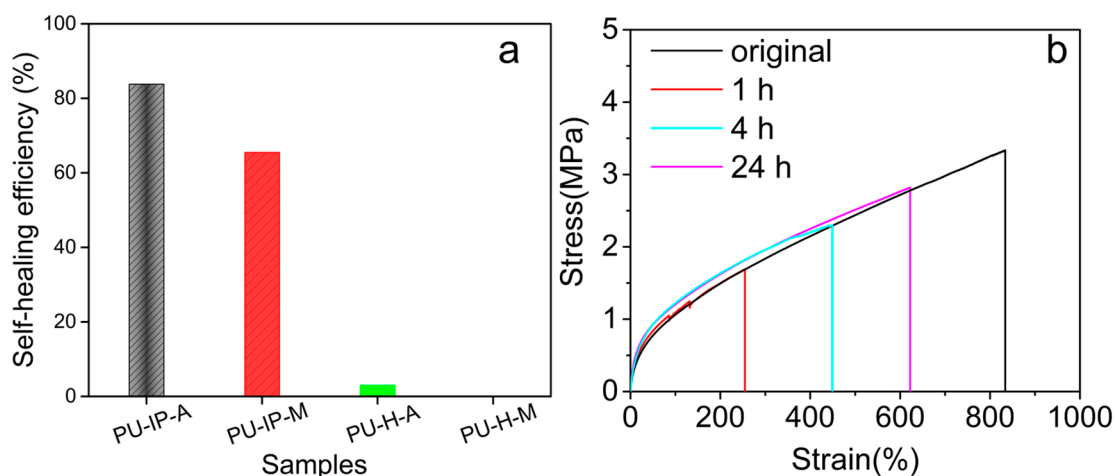 a
Self-healing efficiency (%)
100
80
60
40
20
0
PU-IP-A
PU-IP-M
PU-H-A
PU-H-M
Samples
b
original
1 h
4 h
24 h
Stress(MPa)
5
4
3
2
1
0
0 200 400 600 800 1000
Strain(%)